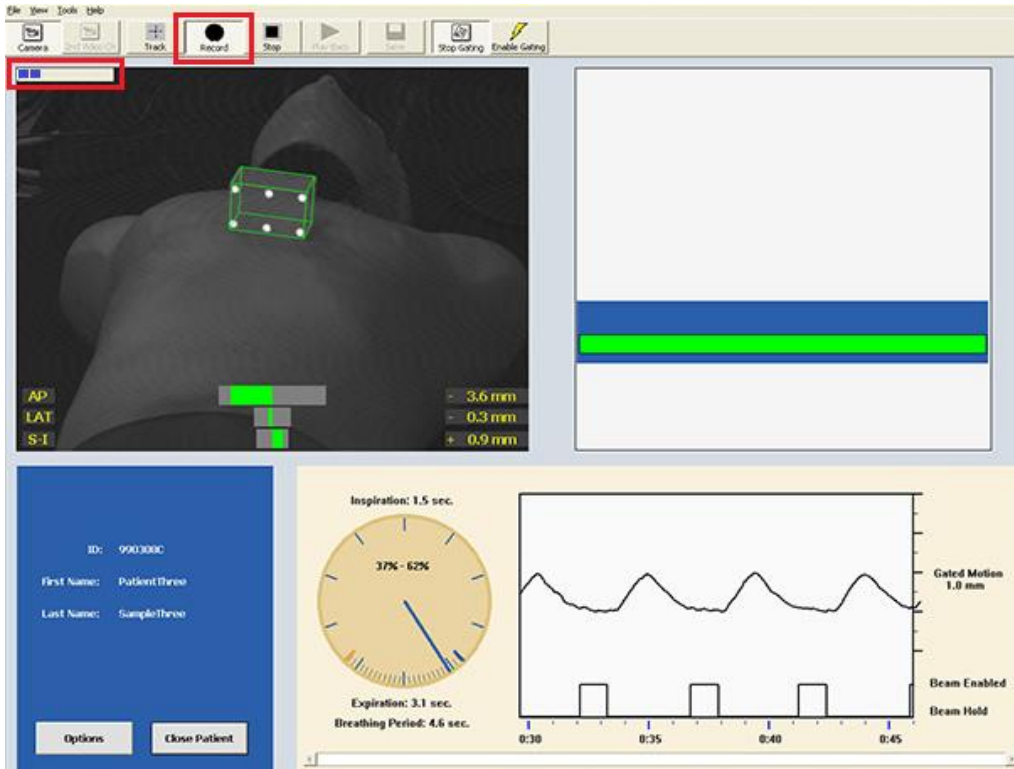 File View Tools Help
Camera Track Record Stop Play Back Save Stop Gating Enable Gating
AP - 3.6 mm
LAT - 0.3 mm
S-I + 0.9 mm
ID: 990308C
First Name: PatientThree
Last Name: SampleThree
Options Close Patient
Inspiration: 1.5 sec.
37% - 62%
Expiration: 3.1 sec.
Breathing Period: 4.6 sec.
Gated Motion
1.0 mm
Beam Enabled
Beam Hold
0:30 0:35 0:40 0:45